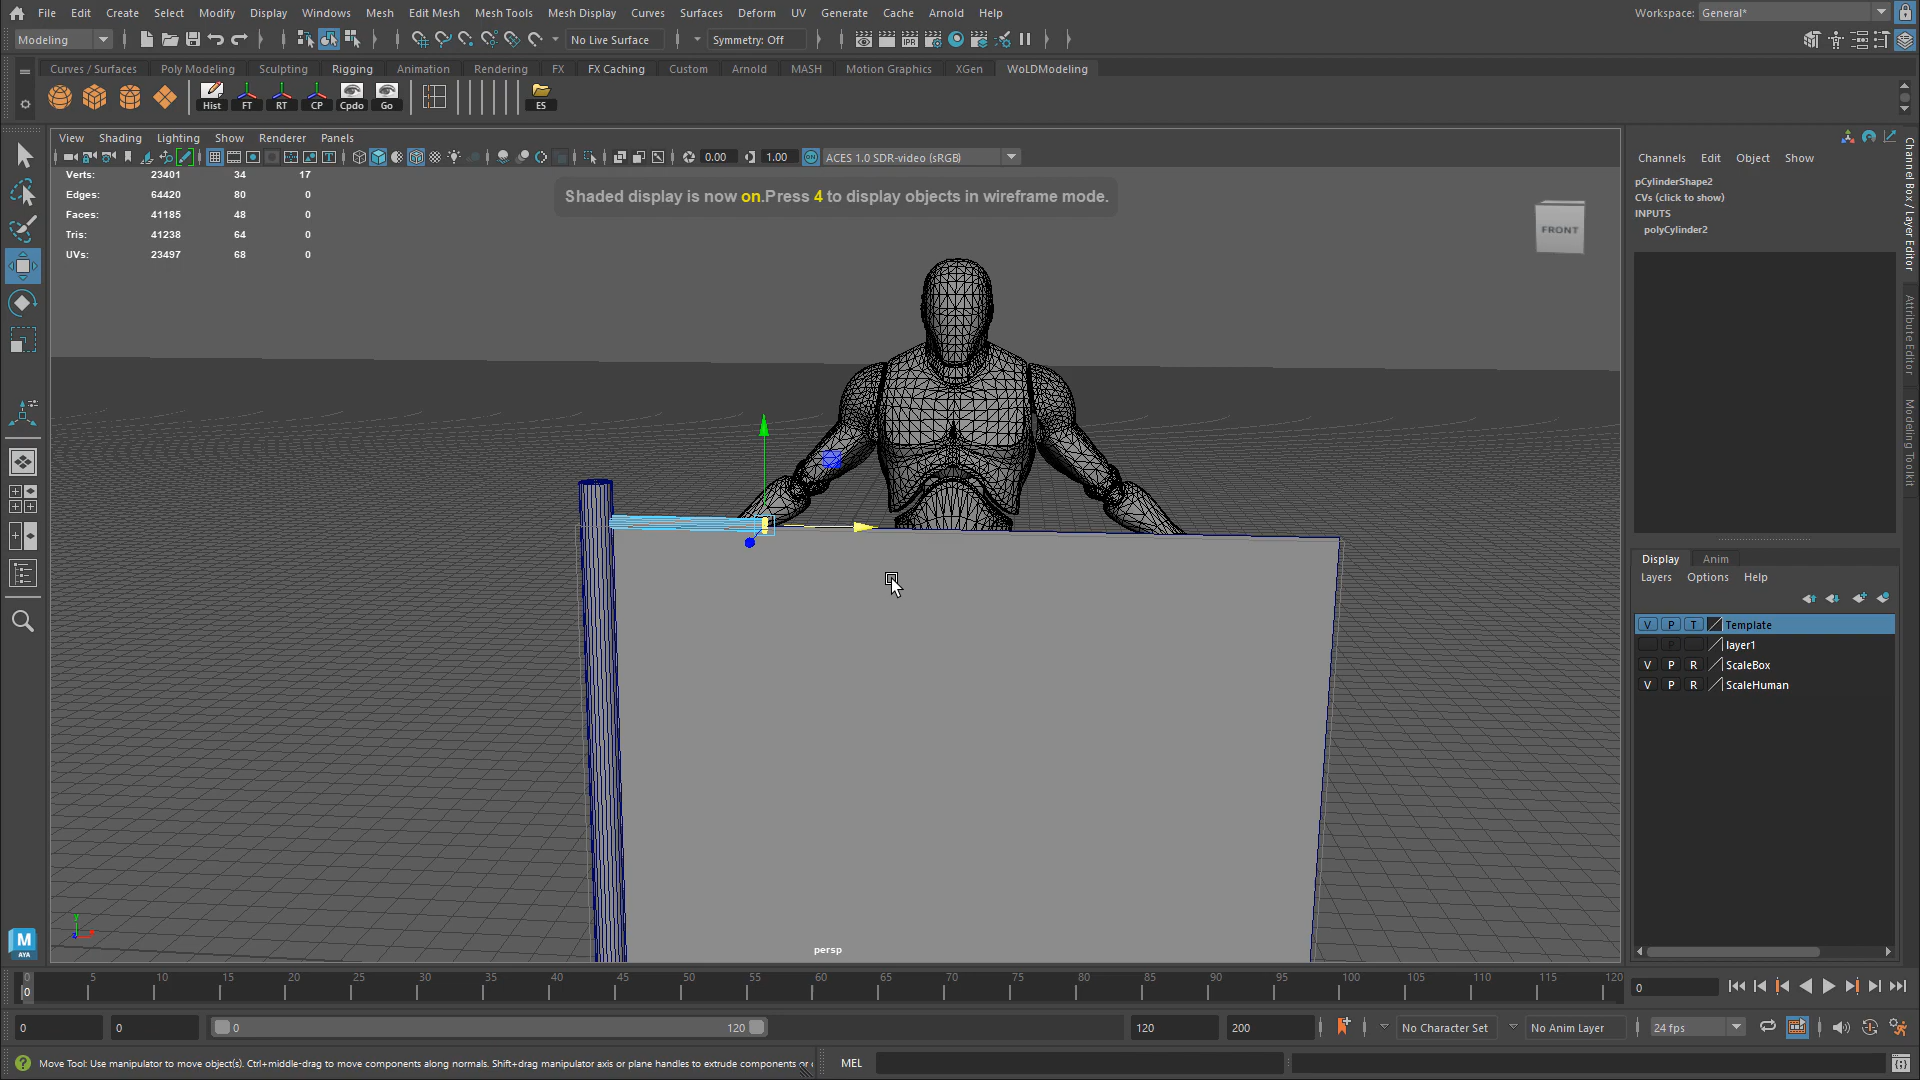 File Edit Create Select Modify Display Windows Mesh Edit Mesh Mesh Tools Mesh Display Curves Surfaces Deform UV Generate Cache Arnold Help Workspace: General*
Modeling No Live Surface Symmetry: Off IPR
Curves / Surfaces Poly Modeling Sculpting Rigging Animation Rendering FX FX Caching Custom Arnold MASH Motion Graphics XGen WoLDModeling
Hist FT RT CP Cpdo Go ES
View Shading Lighting Show Renderer Panels
0.00 1.00 ON ACES 1.0 SDR-video (sRGB)
Verts: 23401 34 17
Edges: 64420 80 0
Faces: 41185 48 0
Tris: 41238 64 0
UVs: 23497 68 0
Shaded display is now on.Press 4 to display objects in wireframe mode.
FRONT
persp
y
M
AYA
Channels Edit Object Show
pCylinderShape2
CVs (click to show)
INPUTS
polyCylinder2
Channel Box / Layer Editor
Attribute Editor
Modeling Toolkit
Display Anim
Layers Options Help
V P T Template
P layer1
V P R ScaleBox
V P R ScaleHuman
0 5 10 15 20 25 30 35 40 45 50 55 60 65 70 75 80 85 90 95 100 105 110 115 120
0 0
0 0 0 120 120 200 No Character Set No Anim Layer 24 fps
Move Tool: Use manipulator to move object(s). Ctrl+middle-drag to move components along normals. Shift+drag manipulator axis or plane handles to extrude components or MEL